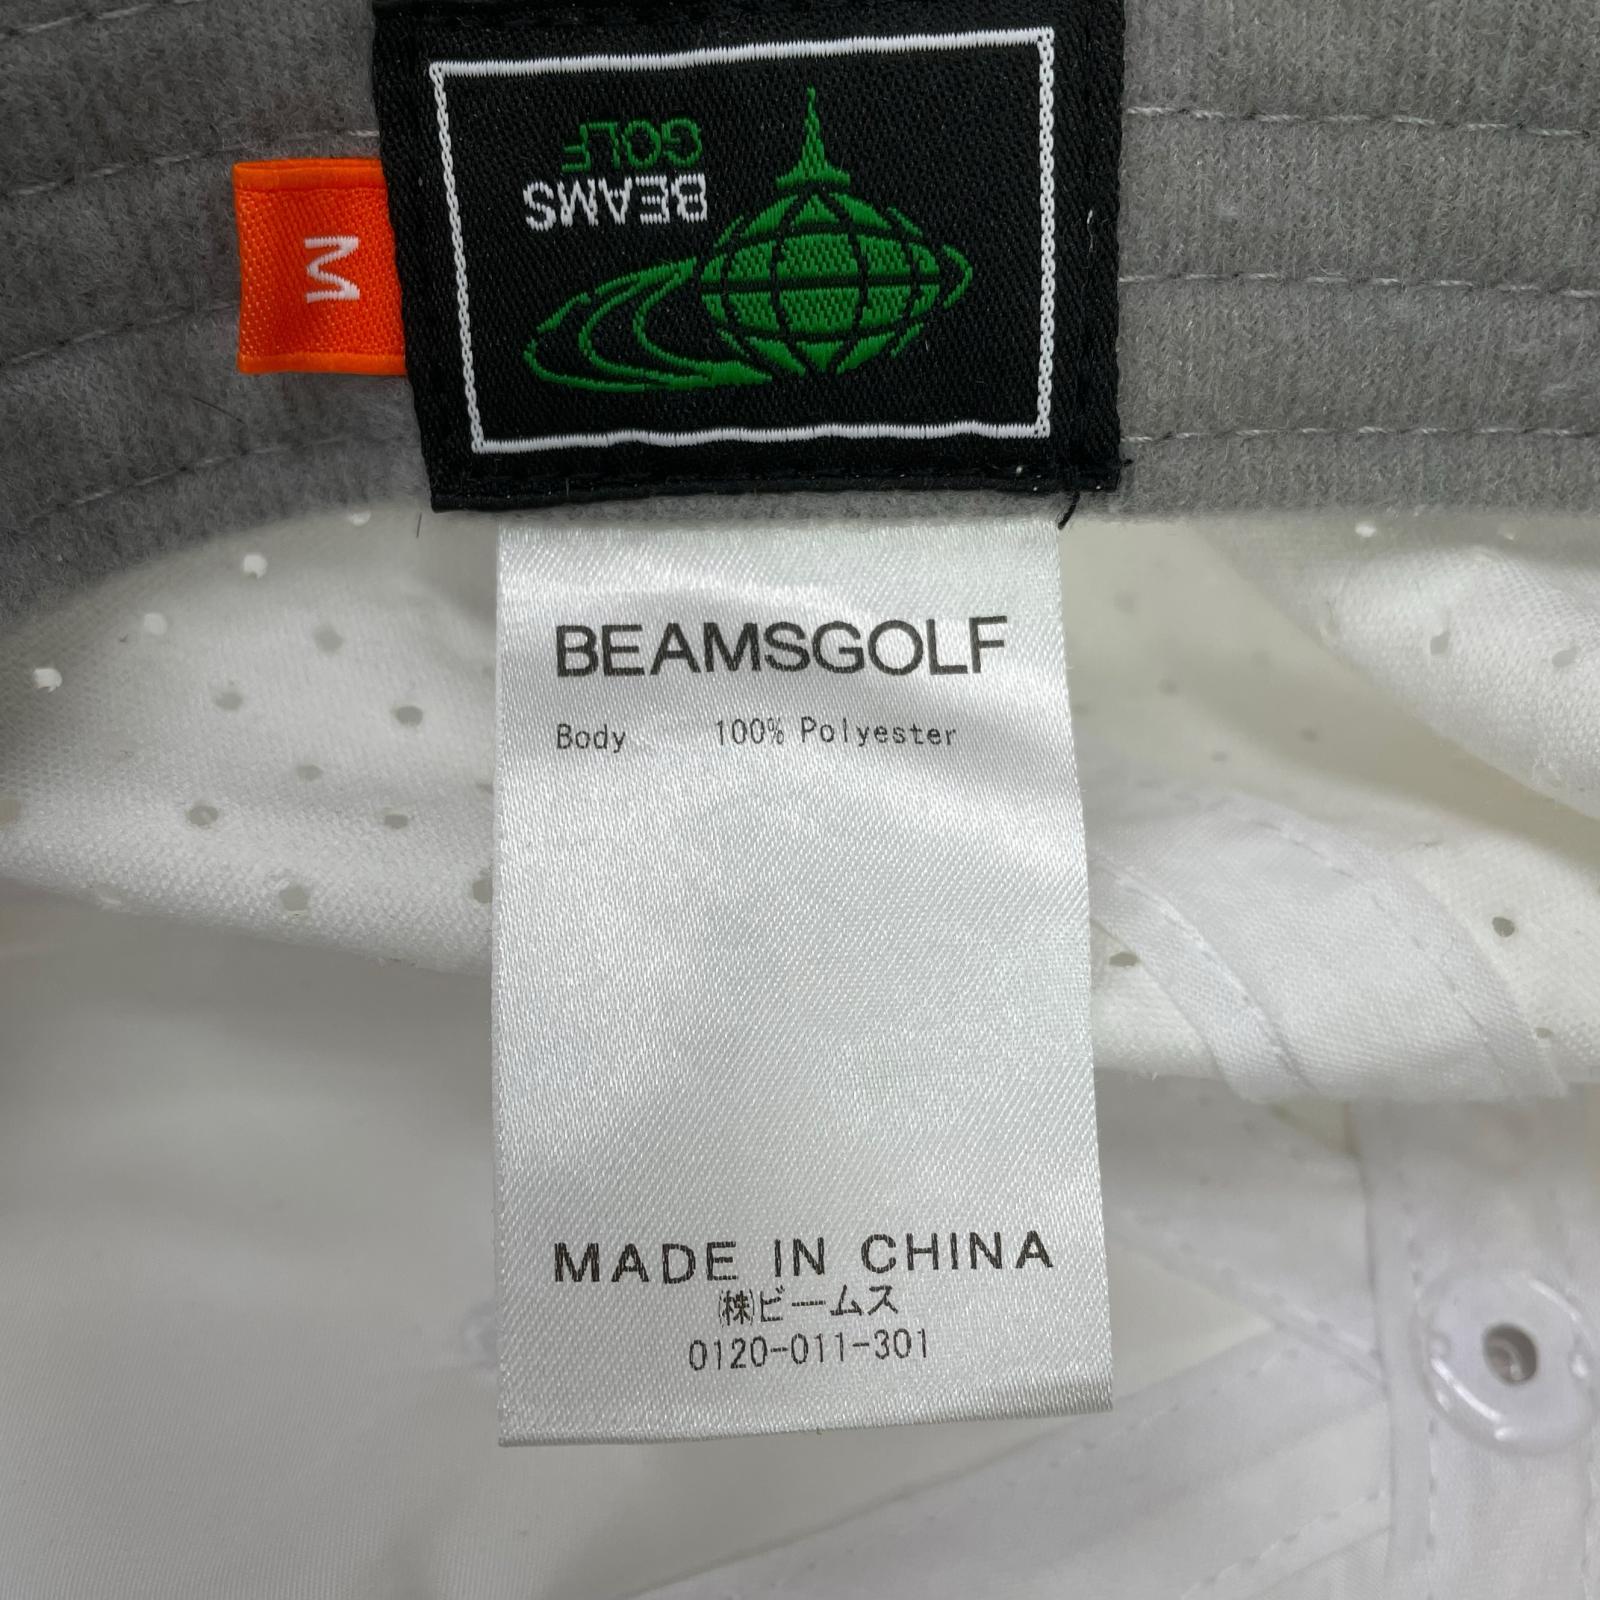 BEAMS
GOLF
M
BEAMSGOLF
Body 100% Polyester
MADE IN CHINA
㈱ビームス
0120-011-301